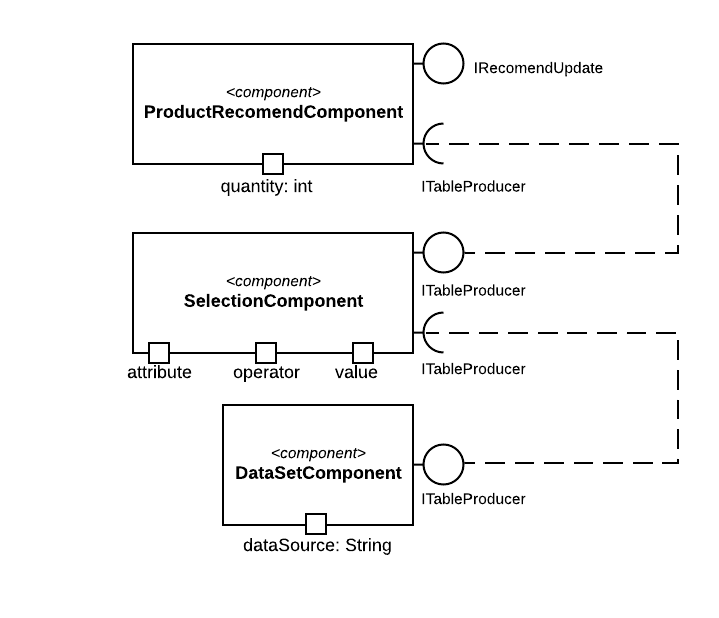 <component>
ProductRecomendComponent
IRecomendUpdate
quantity: int
ITableProducer
<component>
SelectionComponent
ITableProducer
attribute
operator
value
ITableProducer
<component>
DataSetComponent
ITableProducer
dataSource: String